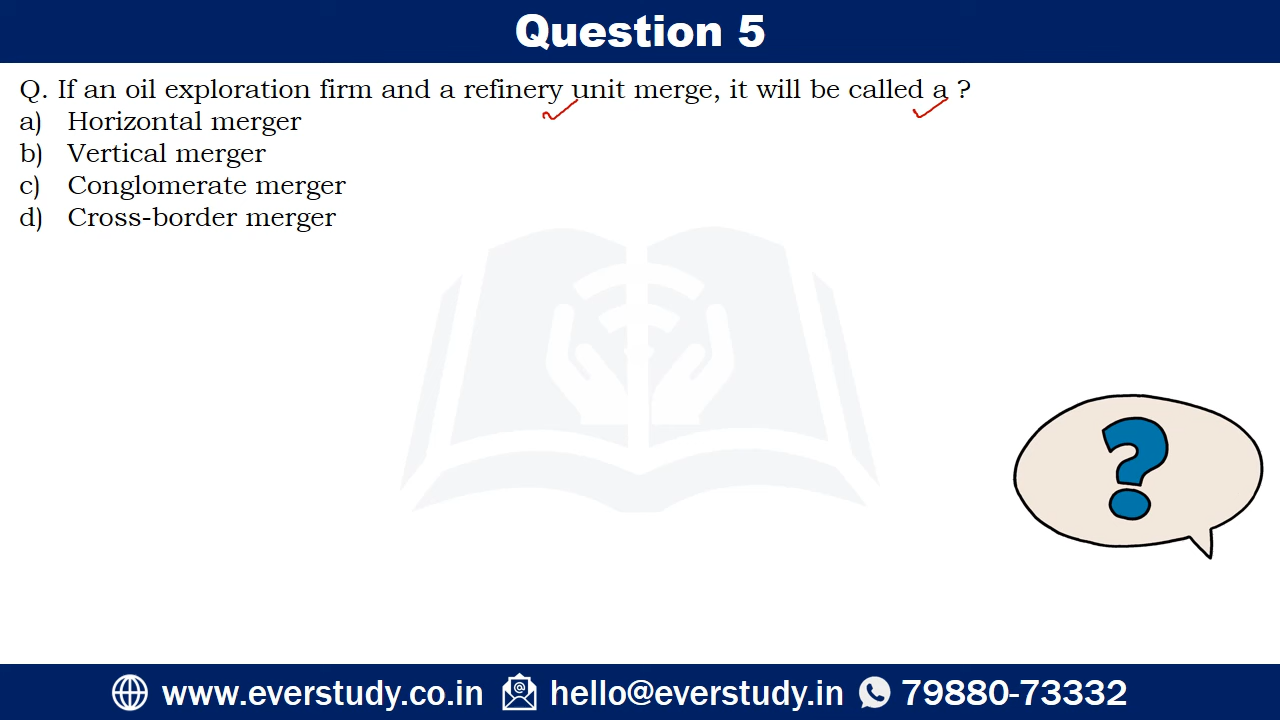 Question 5
Q. If an oil exploration firm and a refinery unit merge, it will be called a ?
a) Horizontal merger
b) Vertical merger
c) Conglomerate merger
d) Cross-border merger
?
www.everstudy.co.in hello@everstudy.in 79880-73332